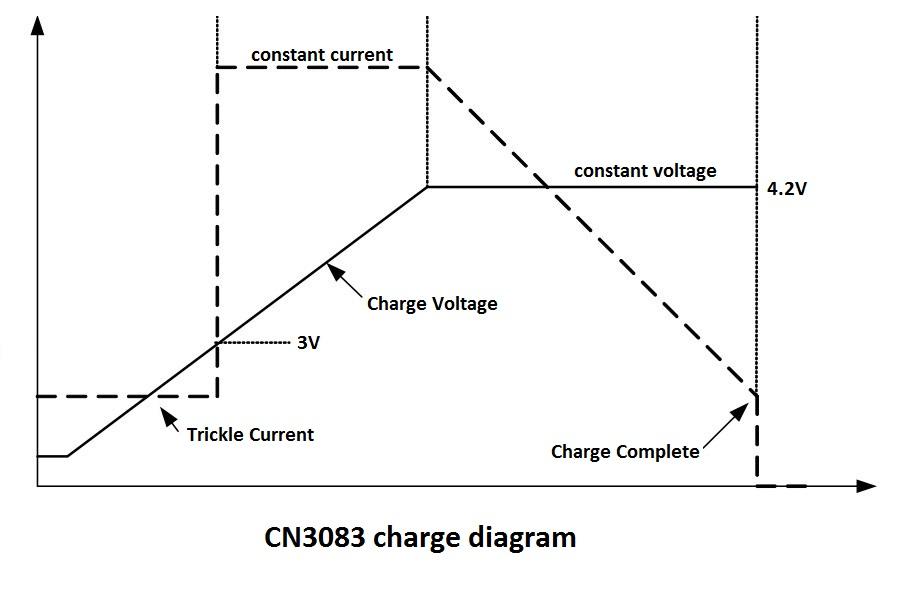 constant current
constant voltage
4.2V
Charge Voltage
3V
Trickle Current
Charge Complete
CN3083 charge diagram